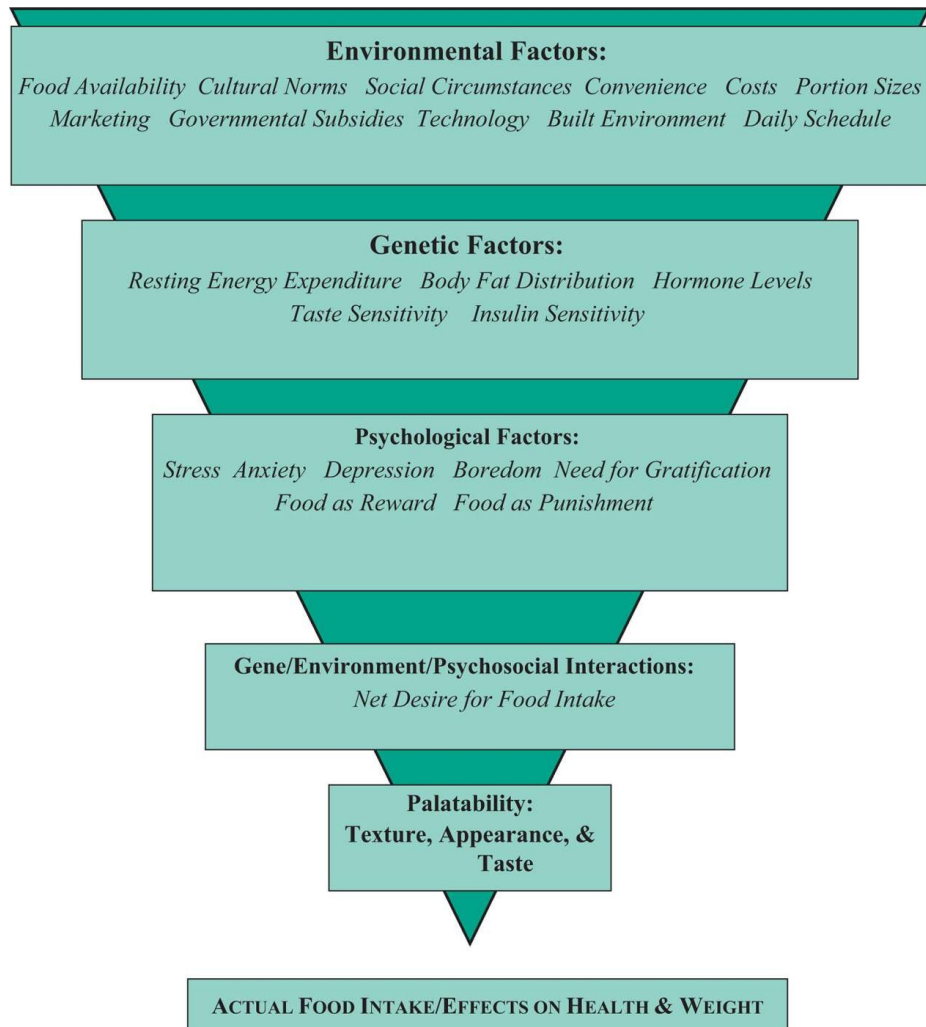 Environmental Factors:
Food Availability Cultural Norms Social Circumstances Convenience Costs Portion Sizes
Marketing Governmental Subsidies Technology Built Environment Daily Schedule
Genetic Factors:
Resting Energy Expenditure Body Fat Distribution Hormone Levels
Taste Sensitivity Insulin Sensitivity
Psychological Factors:
Stress Anxiety Depression Boredom Need for Gratification
Food as Reward Food as Punishment
Gene/Environment/Psychosocial Interactions:
Net Desire for Food Intake
Palatability:
Texture, Appearance, &
Taste
ACTUAL FOOD INTAKE/EFFECTS ON HEALTH & WEIGHT